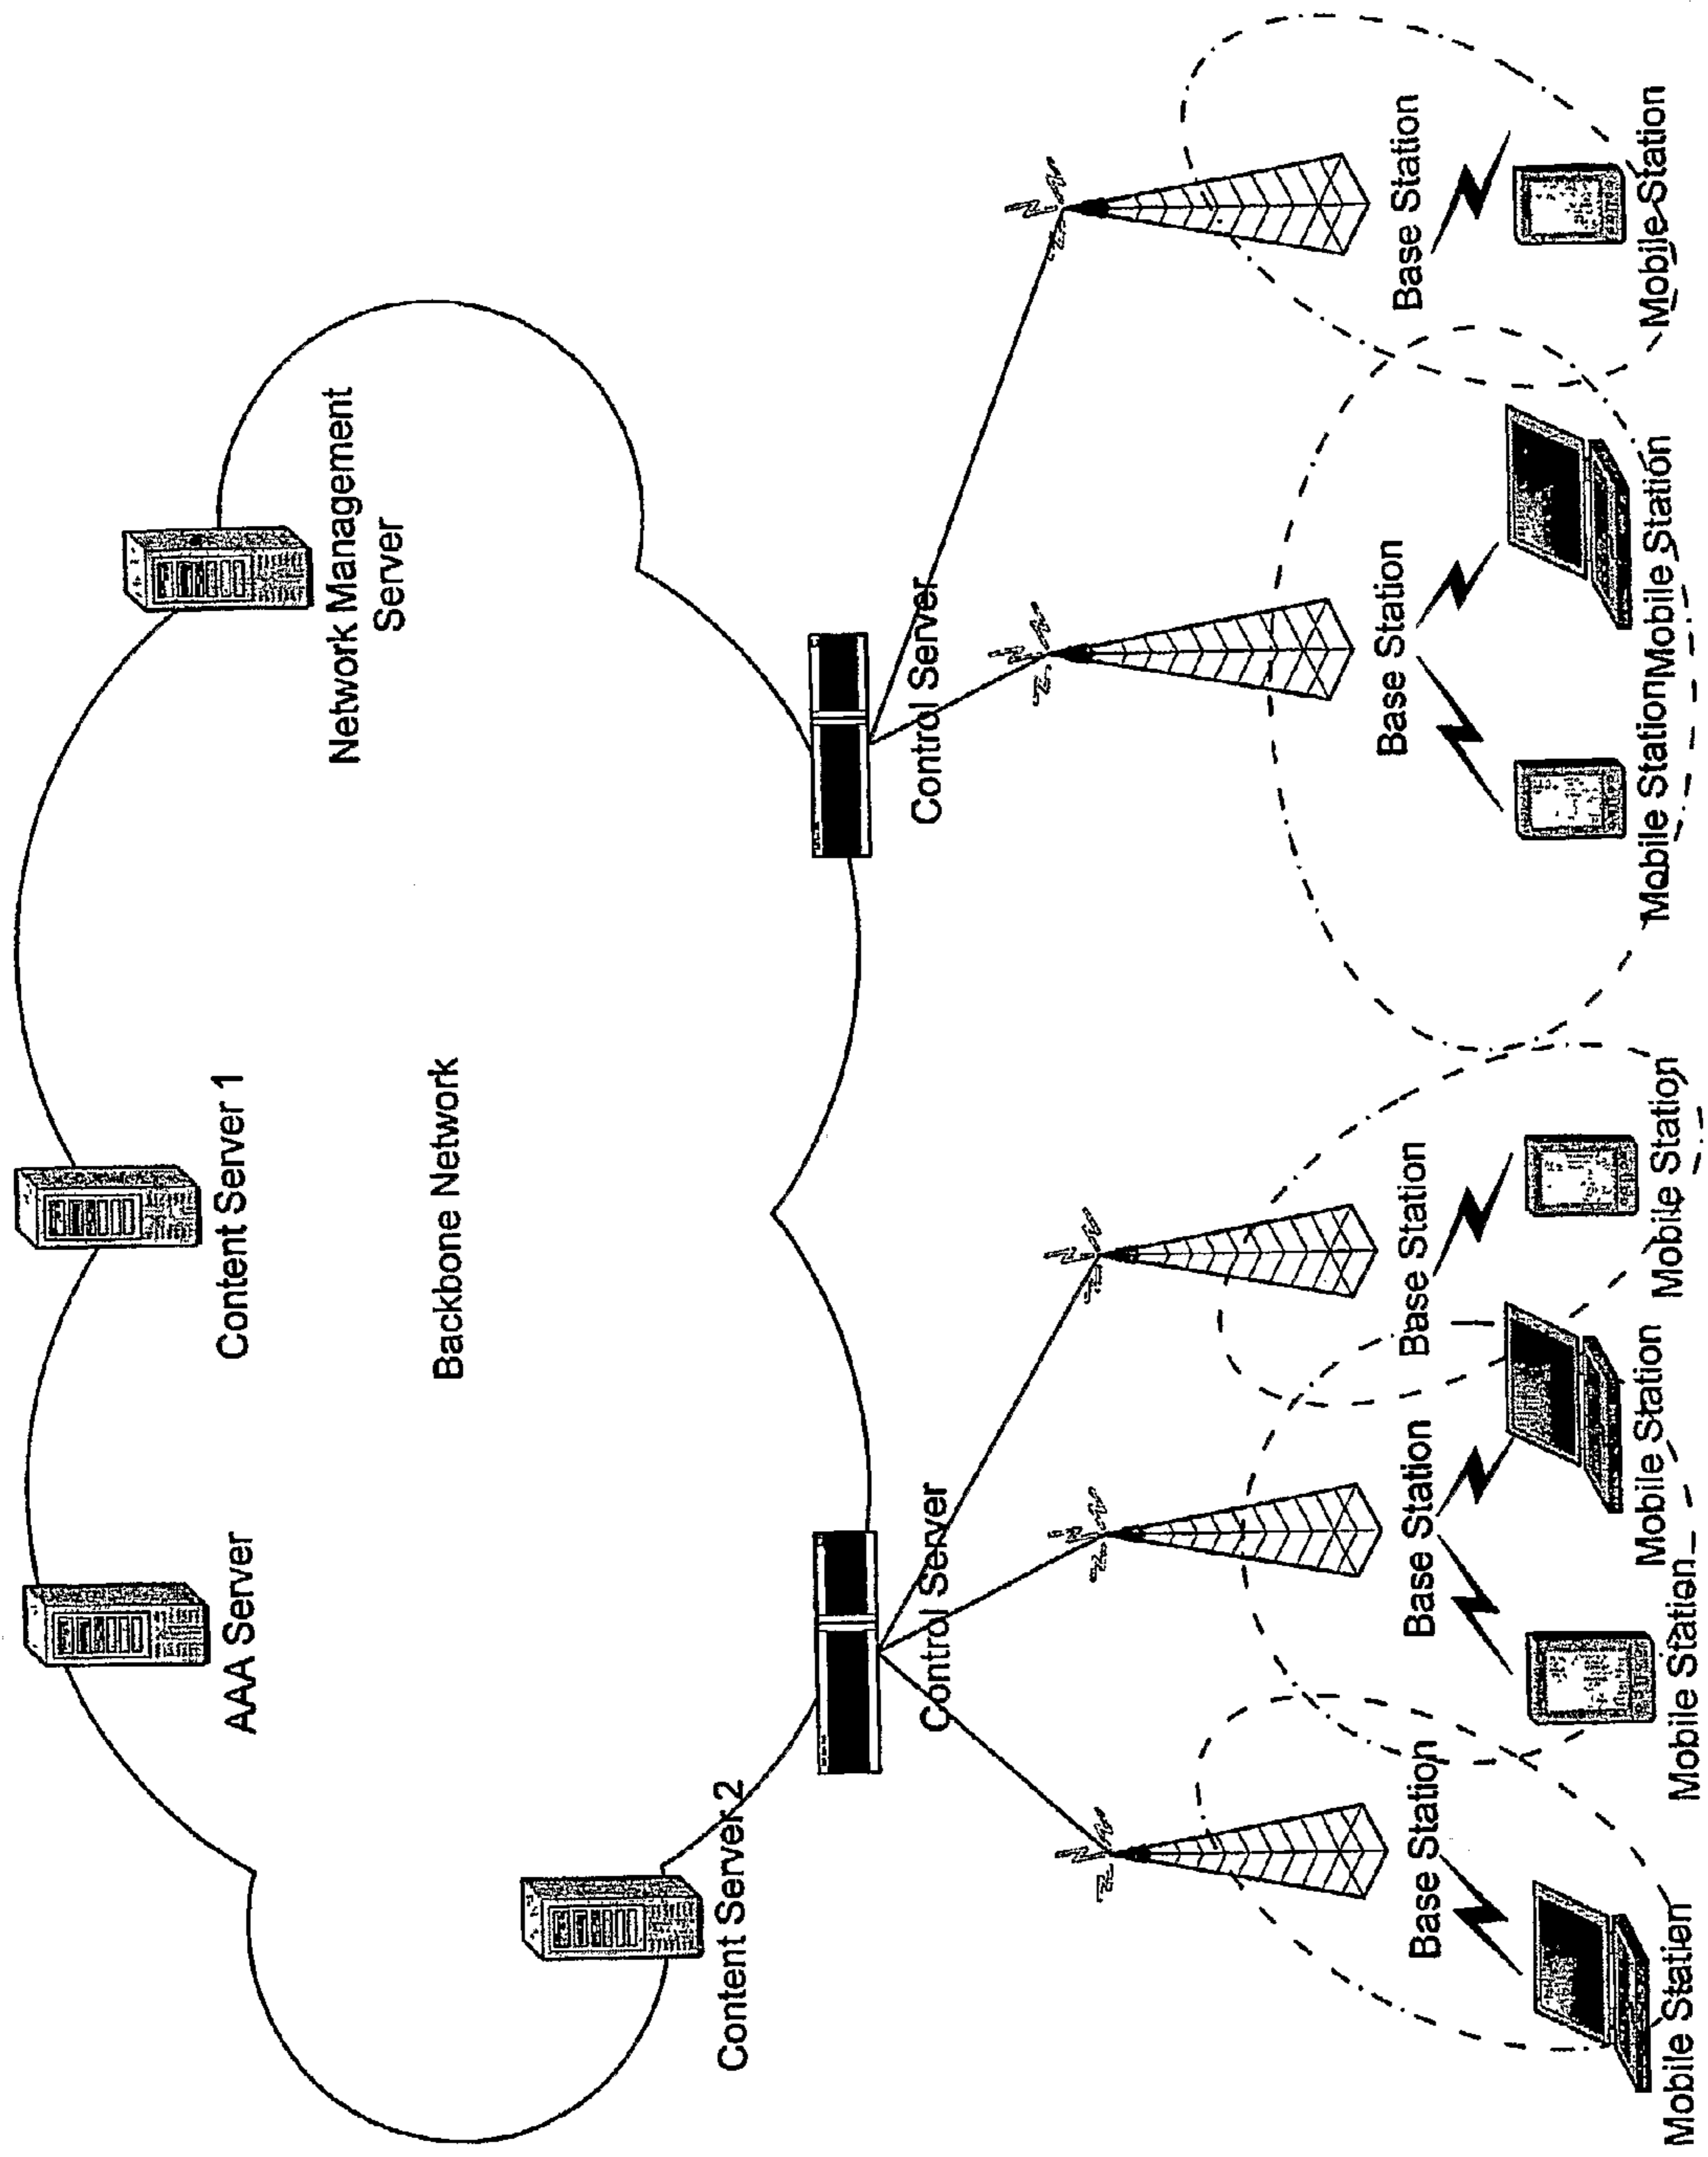 AAA Server
Content Server 1
Network Management
Server
Backbone Network
Content Server 2
Control Server
Control Server
Base Station
Base Station
Base Station
Base Station
Base Station
Mobile Station
Mobile Station
Mobile Station
Mobile Station
Mobile Station
Mobile Station
Mobile Station